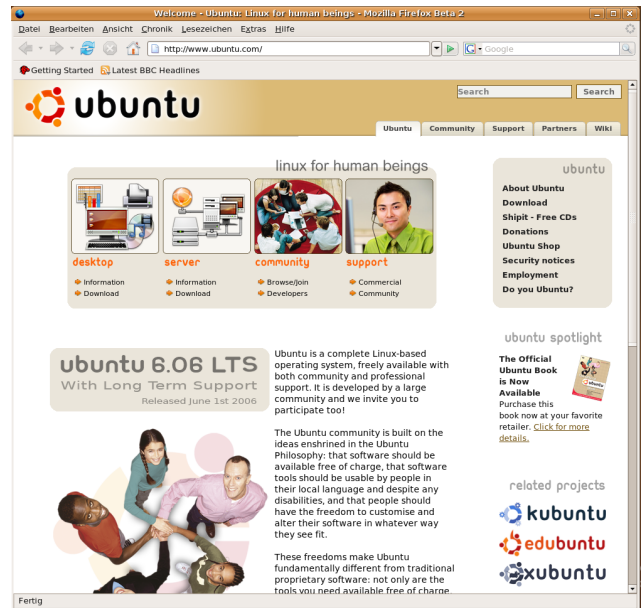 Welcome - Ubuntu: Linux for human beings - Mozilla Firefox Beta 2
Datei Bearbeiten Ansicht Chronik Lesezeichen Extras Hilfe
http://www.ubuntu.com/
Google
Getting Started Latest BBC Headlines
ubuntu
Search Search
Ubuntu Community Support Partners Wiki
linux for human beings
desktop server community support
Information Information Browse/Join Commercial
Download Download Developers Community
ubuntu
About Ubuntu
Download
Shipit - Free CDs
Donations
Ubuntu Shop
Security notices
Employment
Do you Ubuntu?
ubuntu 6.06 LTS
With Long Term Support
Released June 1st 2006
Ubuntu is a complete Linux-based
operating system, freely available with
both community and professional
support. It is developed by a large
community and we invite you to
participate too!
The Ubuntu community is built on the
ideas enshrined in the Ubuntu
Philosophy: that software should be
available free of charge, that software
tools should be usable by people in
their local language and despite any
disabilities, and that people should
have the freedom to customise and
alter their software in whatever way
they see fit.
These freedoms make Ubuntu
fundamentally different from traditional
proprietary software: not only are the
tools you need available free of charge,
ubuntu spotlight
The Official
Ubuntu Book
is Now
Available
Purchase this
book now at your favorite
retailer. Click for more
details.
related projects
kubuntu
edubuntu
xubuntu
Fertig